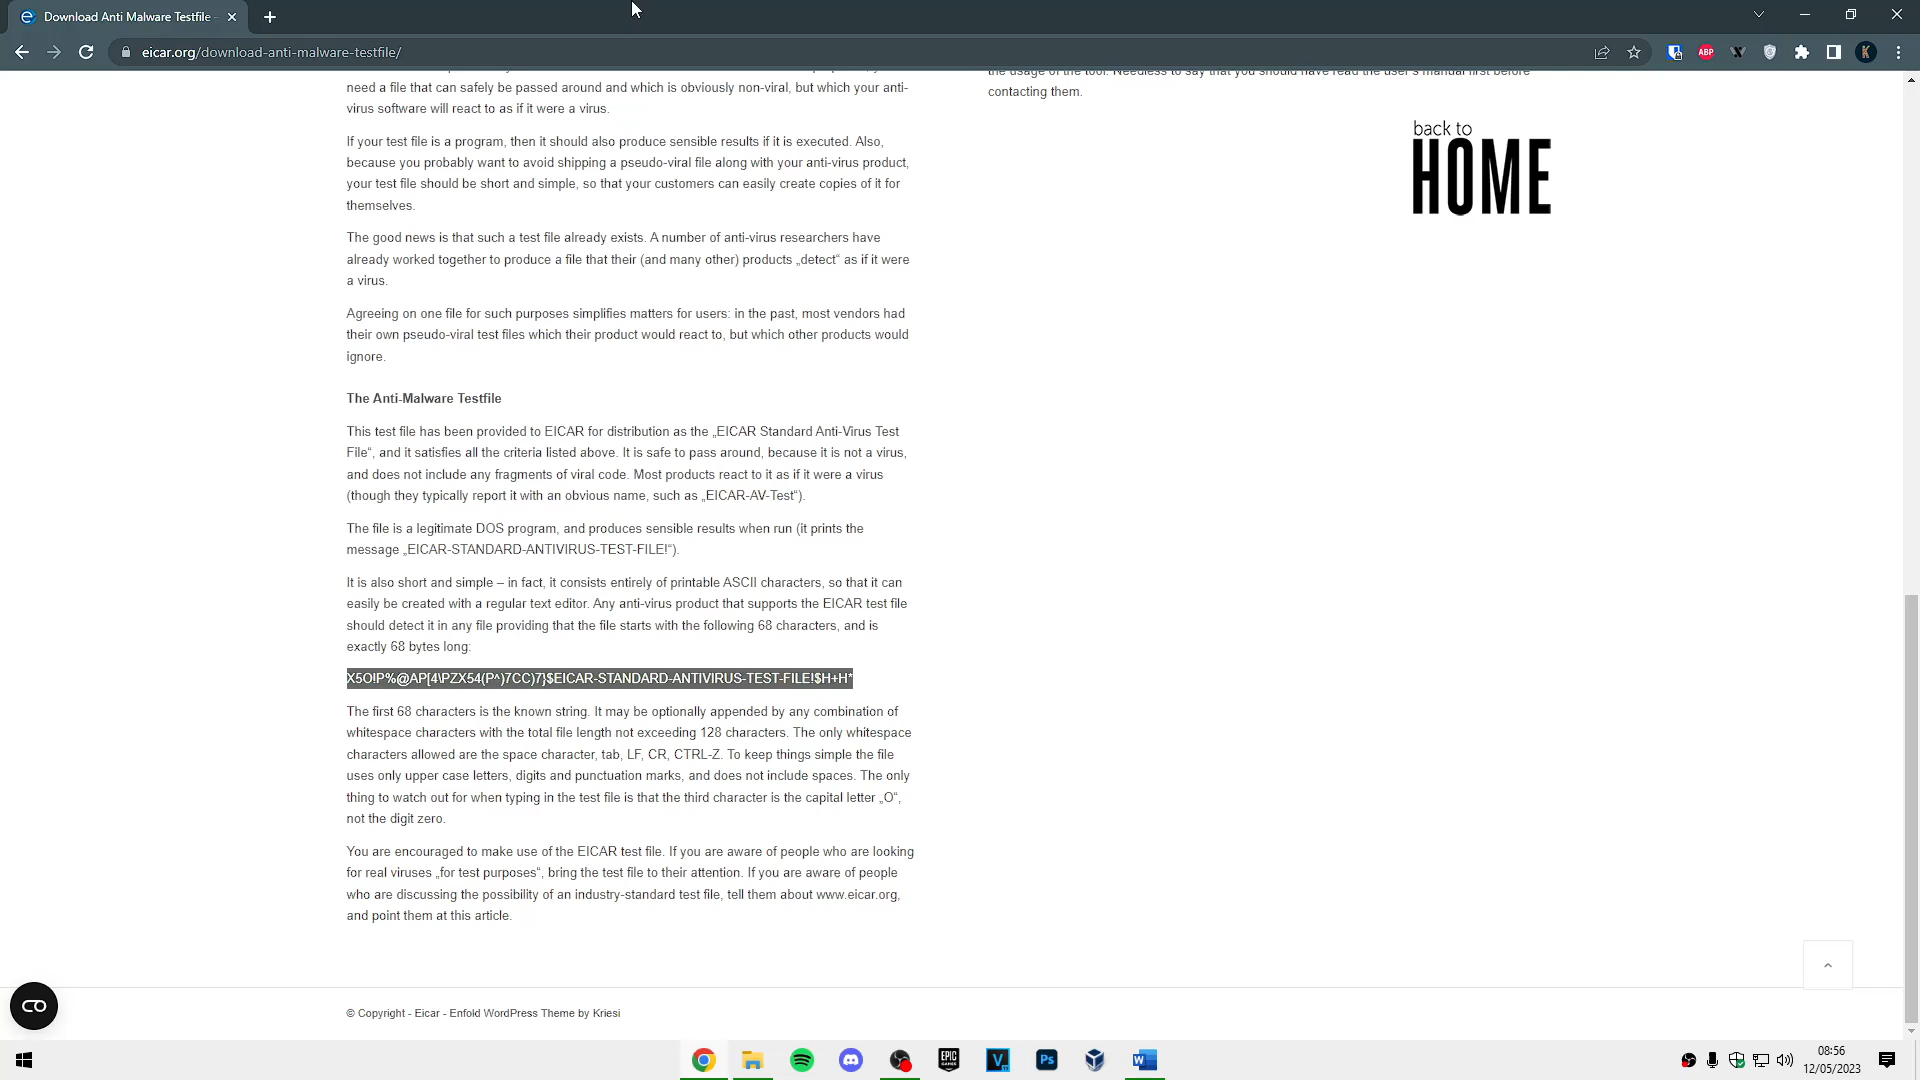 Download Anti Malware Testfile -
eicar.org/download-anti-malware-testfile/
ABP
K
need a file that can safely be passed around and which is obviously non-viral, but which your anti-
virus software will react to as if it were a virus.
If your test file is a program, then it should also produce sensible results if it is executed. Also,
because you probably want to avoid shipping a pseudo-viral file along with your anti-virus product,
your test file should be short and simple, so that your customers can easily create copies of it for
themselves.
The good news is that such a test file already exists. A number of anti-virus researchers have
already worked together to produce a file that their (and many other) products „detect“ as if it were
a virus.
Agreeing on one file for such purposes simplifies matters for users: in the past, most vendors had
their own pseudo-viral test files which their product would react to, but which other products would
ignore.
The Anti-Malware Testfile
This test file has been provided to EICAR for distribution as the „EICAR Standard Anti-Virus Test
File“, and it satisfies all the criteria listed above. It is safe to pass around, because it is not a virus,
and does not include any fragments of viral code. Most products react to it as if it were a virus
(though they typically report it with an obvious name, such as „EICAR-AV-Test“).
The file is a legitimate DOS program, and produces sensible results when run (it prints the
message „EICAR-STANDARD-ANTIVIRUS-TEST-FILE!“).
It is also short and simple – in fact, it consists entirely of printable ASCII characters, so that it can
easily be created with a regular text editor. Any anti-virus product that supports the EICAR test file
should detect it in any file providing that the file starts with the following 68 characters, and is
exactly 68 bytes long:
X5O!P%@AP[4\PZX54(P^)7CC)7}$EICAR-STANDARD-ANTIVIRUS-TEST-FILE!$H+H*
The first 68 characters is the known string. It may be optionally appended by any combination of
whitespace characters with the total file length not exceeding 128 characters. The only whitespace
characters allowed are the space character, tab, LF, CR, CTRL-Z. To keep things simple the file
uses only upper case letters, digits and punctuation marks, and does not include spaces. The only
thing to watch out for when typing in the test file is that the third character is the capital letter „O“,
not the digit zero.
You are encouraged to make use of the EICAR test file. If you are aware of people who are looking
for real viruses „for test purposes“, bring the test file to their attention. If you are aware of people
who are discussing the possibility of an industry-standard test file, tell them about www.eicar.org,
and point them at this article.
the usage of the tool. Needless to say that you should have read the user's manual first before
contacting them.
back to
HOME
© Copyright - Eicar - Enfold WordPress Theme by Kriesi
EPIC
GAMES
V
Ps
W
08:56
12/05/2023